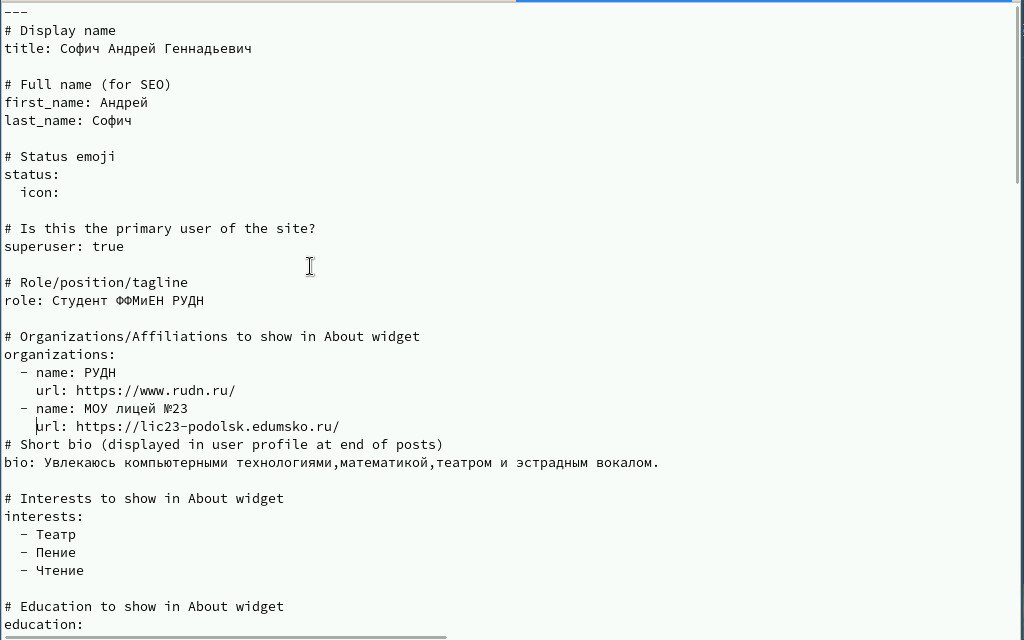 ---
# Display name
title: Софич Андрей Геннадьевич
# Full name (for SEO)
first_name: Андрей
last_name: Софич
# Status emoji
status:
  icon:
# Is this the primary user of the site?
superuser: true
# Role/position/tagline
role: Студент ФФМиЕН РУДН
# Organizations/Affiliations to show in About widget
organizations:
  - name: РУДН
    url: https://www.rudn.ru/
  - name: МОУ лицей №23
    url: https://lic23-podolsk.edumsko.ru/
# Short bio (displayed in user profile at end of posts)
bio: Увлекаюсь компьютерными технологиями,математикой,театром и эстрадным вокалом.
# Interests to show in About widget
interests:
  - Театр
  - Пение
  - Чтение
# Education to show in About widget
education: